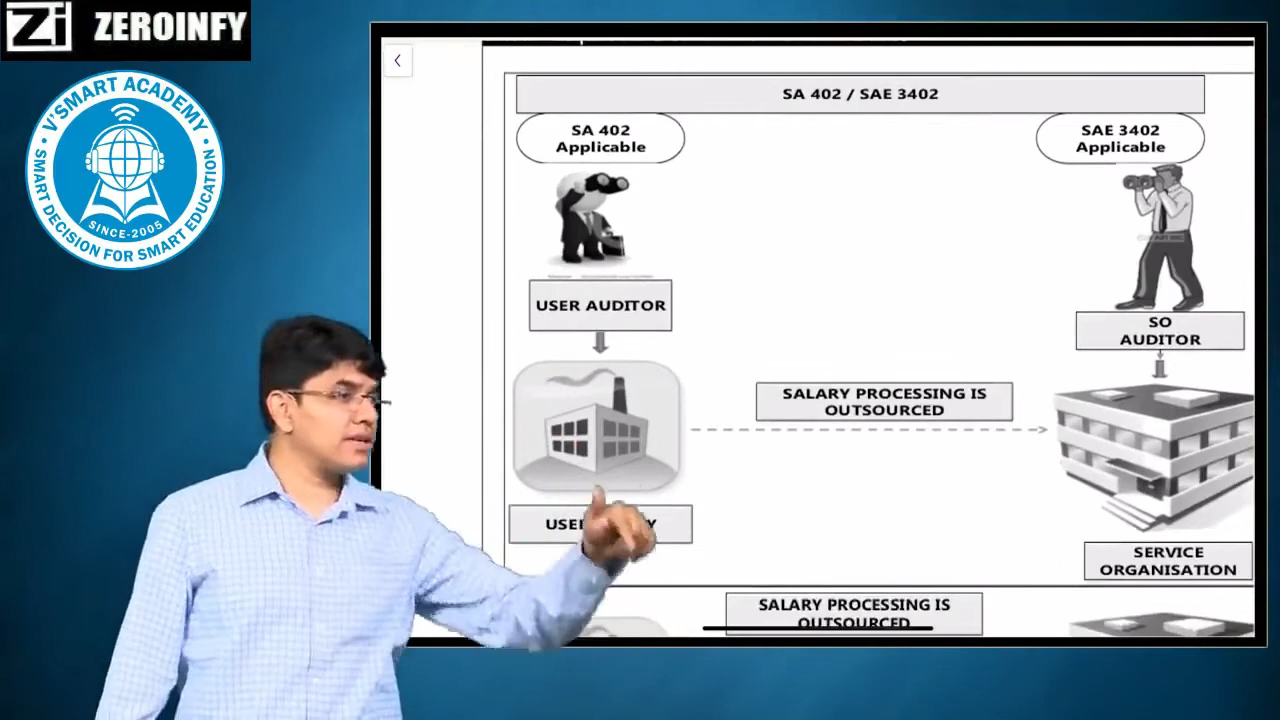 Zi ZEROINFY
V'SMART ACADEMY
SMART DECISION FOR SMART EDUCATION
SINCE-2005
SA 402 / SAE 3402
SA 402
Applicable
SAE 3402
Applicable
USER AUDITOR
SO
AUDITOR
SALARY PROCESSING IS
OUTSOURCED
SERVICE
ORGANISATION
SALARY PROCESSING IS
OUTSOURCED